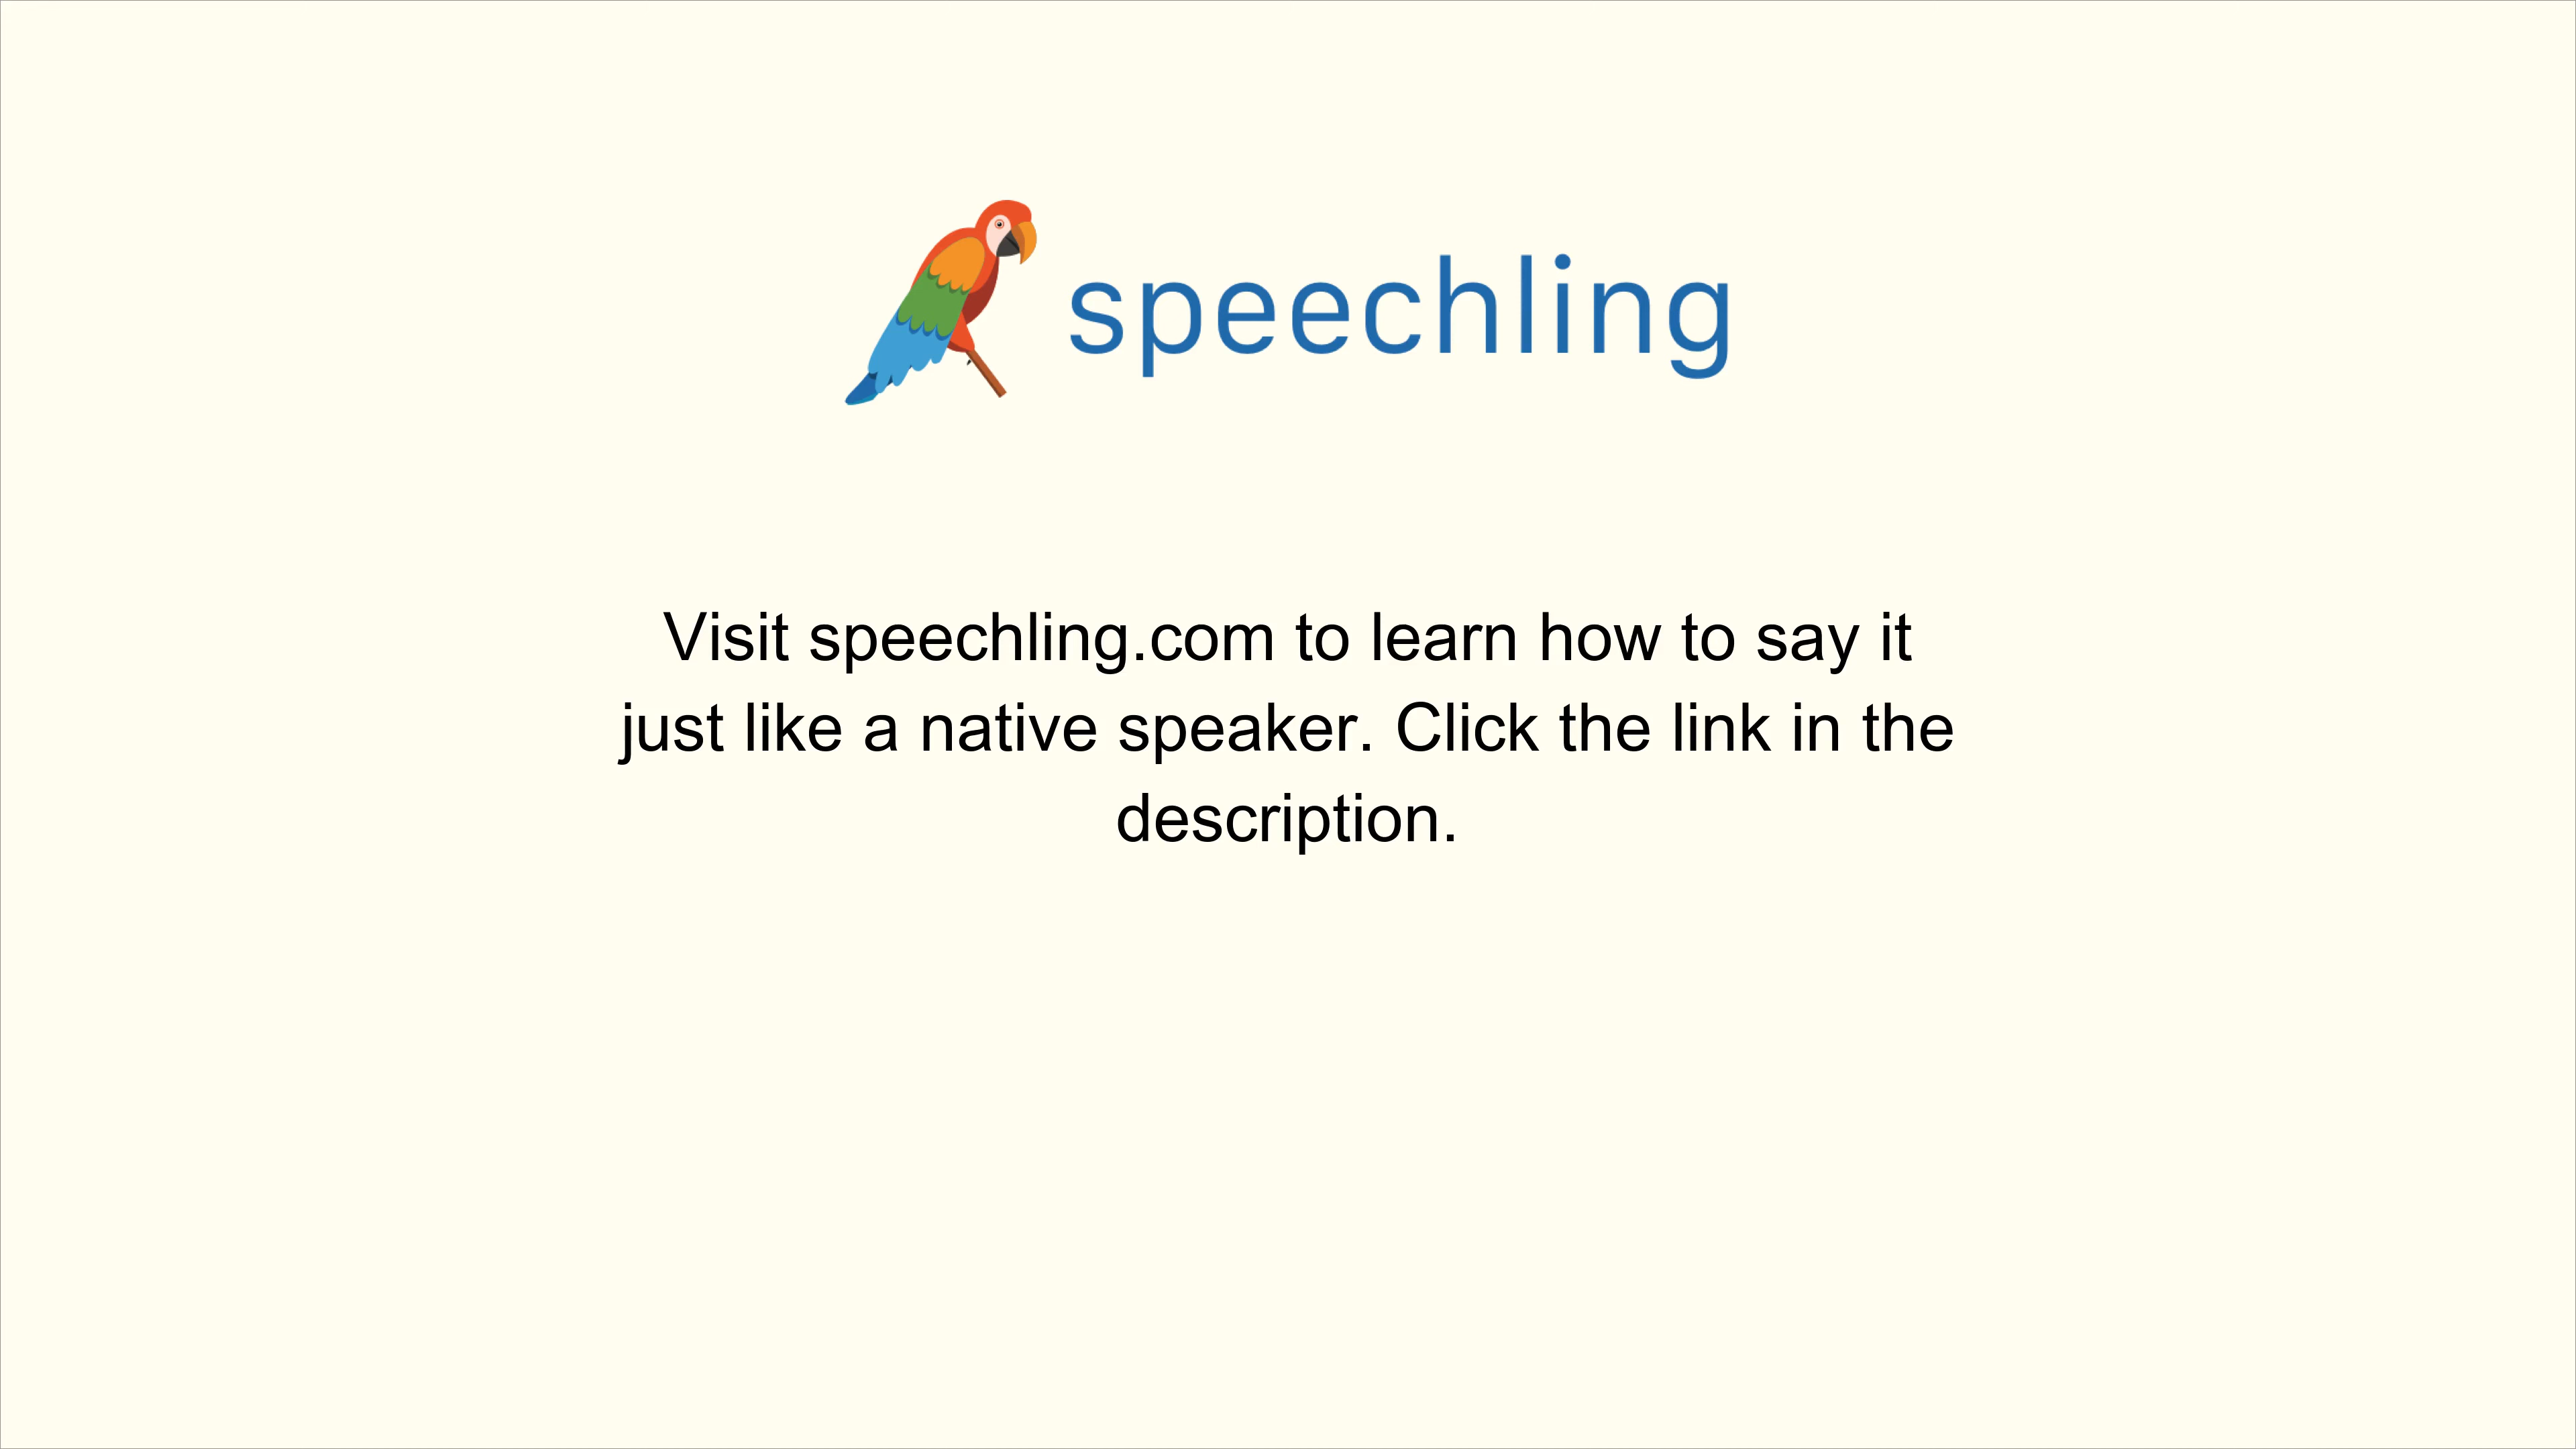 speechling
Visit speechling.com to learn how to say it
just like a native speaker. Click the link in the
description.